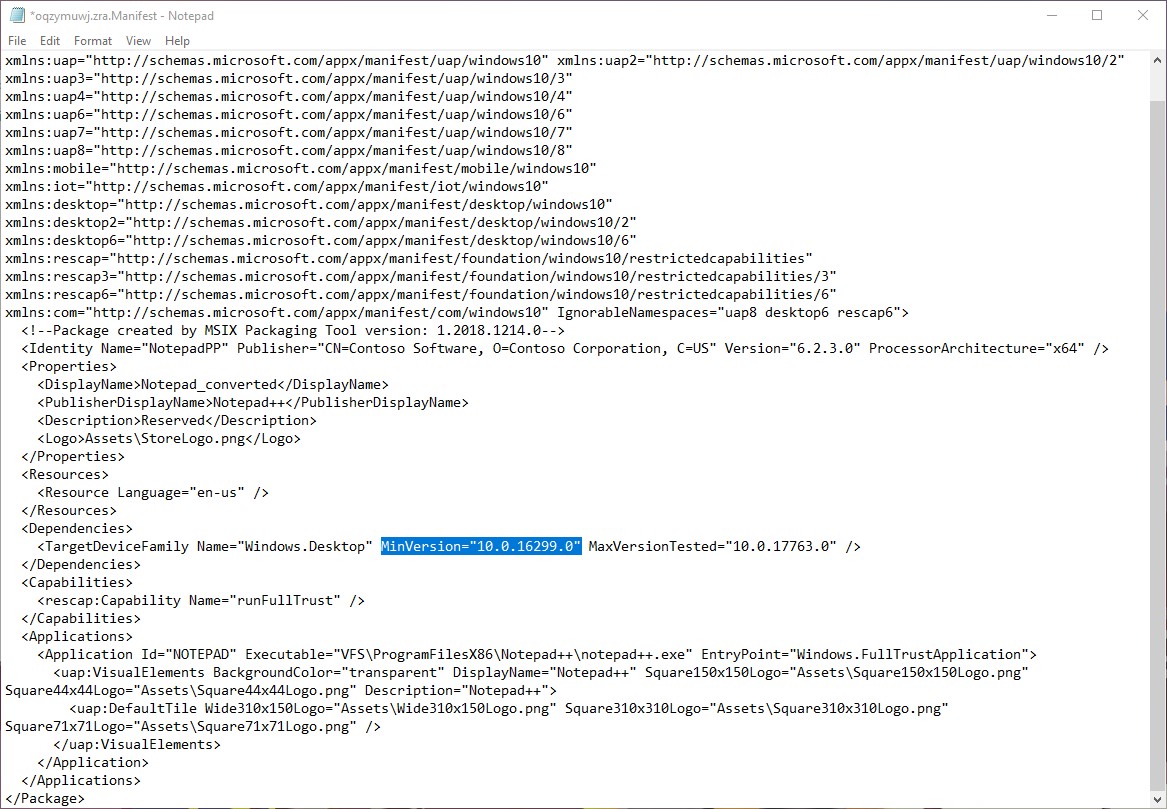 *oqzymuwj.zra.Manifest - Notepad
File Edit Format View Help
xmlns:uap="http://schemas.microsoft.com/appx/manifest/uap/windows10" xmlns:uap2="http://schemas.microsoft.com/appx/manifest/uap/windows10/2"
xmlns:uap3="http://schemas.microsoft.com/appx/manifest/uap/windows10/3"
xmlns:uap4="http://schemas.microsoft.com/appx/manifest/uap/windows10/4"
xmlns:uap6="http://schemas.microsoft.com/appx/manifest/uap/windows10/6"
xmlns:uap7="http://schemas.microsoft.com/appx/manifest/uap/windows10/7"
xmlns:uap8="http://schemas.microsoft.com/appx/manifest/uap/windows10/8"
xmlns:mobile="http://schemas.microsoft.com/appx/manifest/mobile/windows10"
xmlns:iot="http://schemas.microsoft.com/appx/manifest/iot/windows10"
xmlns:desktop="http://schemas.microsoft.com/appx/manifest/desktop/windows10"
xmlns:desktop2="http://schemas.microsoft.com/appx/manifest/desktop/windows10/2"
xmlns:desktop6="http://schemas.microsoft.com/appx/manifest/desktop/windows10/6"
xmlns:rescap="http://schemas.microsoft.com/appx/manifest/foundation/windows10/restrictedcapabilities"
xmlns:rescap3="http://schemas.microsoft.com/appx/manifest/foundation/windows10/restrictedcapabilities/3"
xmlns:rescap6="http://schemas.microsoft.com/appx/manifest/foundation/windows10/restrictedcapabilities/6"
xmlns:com="http://schemas.microsoft.com/appx/manifest/com/windows10" IgnorableNamespaces="uap8 desktop6 rescap6">
  <!--Package created by MSIX Packaging Tool version: 1.2018.1214.0-->
  <Identity Name="NotepadPP" Publisher="CN=Contoso Software, O=Contoso Corporation, C=US" Version="6.2.3.0" ProcessorArchitecture="x64" />
  <Properties>
    <DisplayName>Notepad_converted</DisplayName>
    <PublisherDisplayName>Notepad++</PublisherDisplayName>
    <Description>Reserved</Description>
    <Logo>Assets\StoreLogo.png</Logo>
  </Properties>
  <Resources>
    <Resource Language="en-us" />
  </Resources>
  <Dependencies>
    <TargetDeviceFamily Name="Windows.Desktop" MinVersion="10.0.16299.0" MaxVersionTested="10.0.17763.0" />
  </Dependencies>
  <Capabilities>
    <rescap:Capability Name="runFullTrust" />
  </Capabilities>
  <Applications>
    <Application Id="NOTEPAD" Executable="VFS\ProgramFilesX86\Notepad++\notepad++.exe" EntryPoint="Windows.FullTrustApplication">
      <uap:VisualElements BackgroundColor="transparent" DisplayName="Notepad++" Square150x150Logo="Assets\Square150x150Logo.png"
Square44x44Logo="Assets\Square44x44Logo.png" Description="Notepad++">
        <uap:DefaultTile Wide310x150Logo="Assets\Wide310x150Logo.png" Square310x310Logo="Assets\Square310x310Logo.png"
Square71x71Logo="Assets\Square71x71Logo.png" />
      </uap:VisualElements>
    </Application>
  </Applications>
</Package>